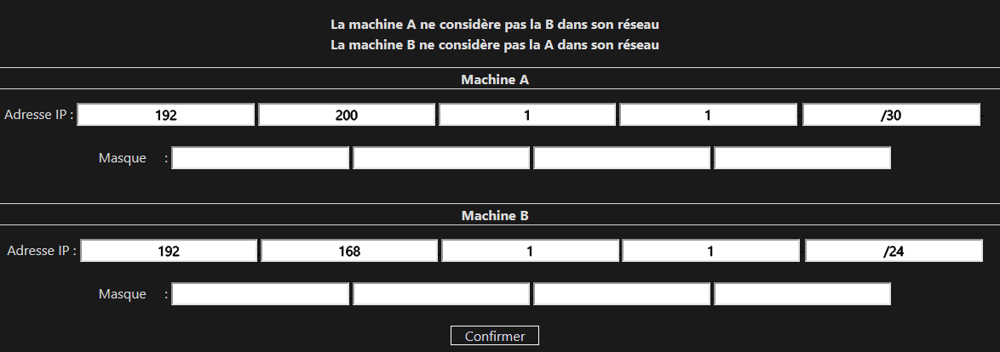 La machine A ne considère pas la B dans son réseau
La machine B ne considère pas la A dans son réseau
Machine A
Adresse IP : 192 200 1 1 /30
Masque :
Machine B
Adresse IP : 192 168 1 1 /24
Masque :
Confirmer